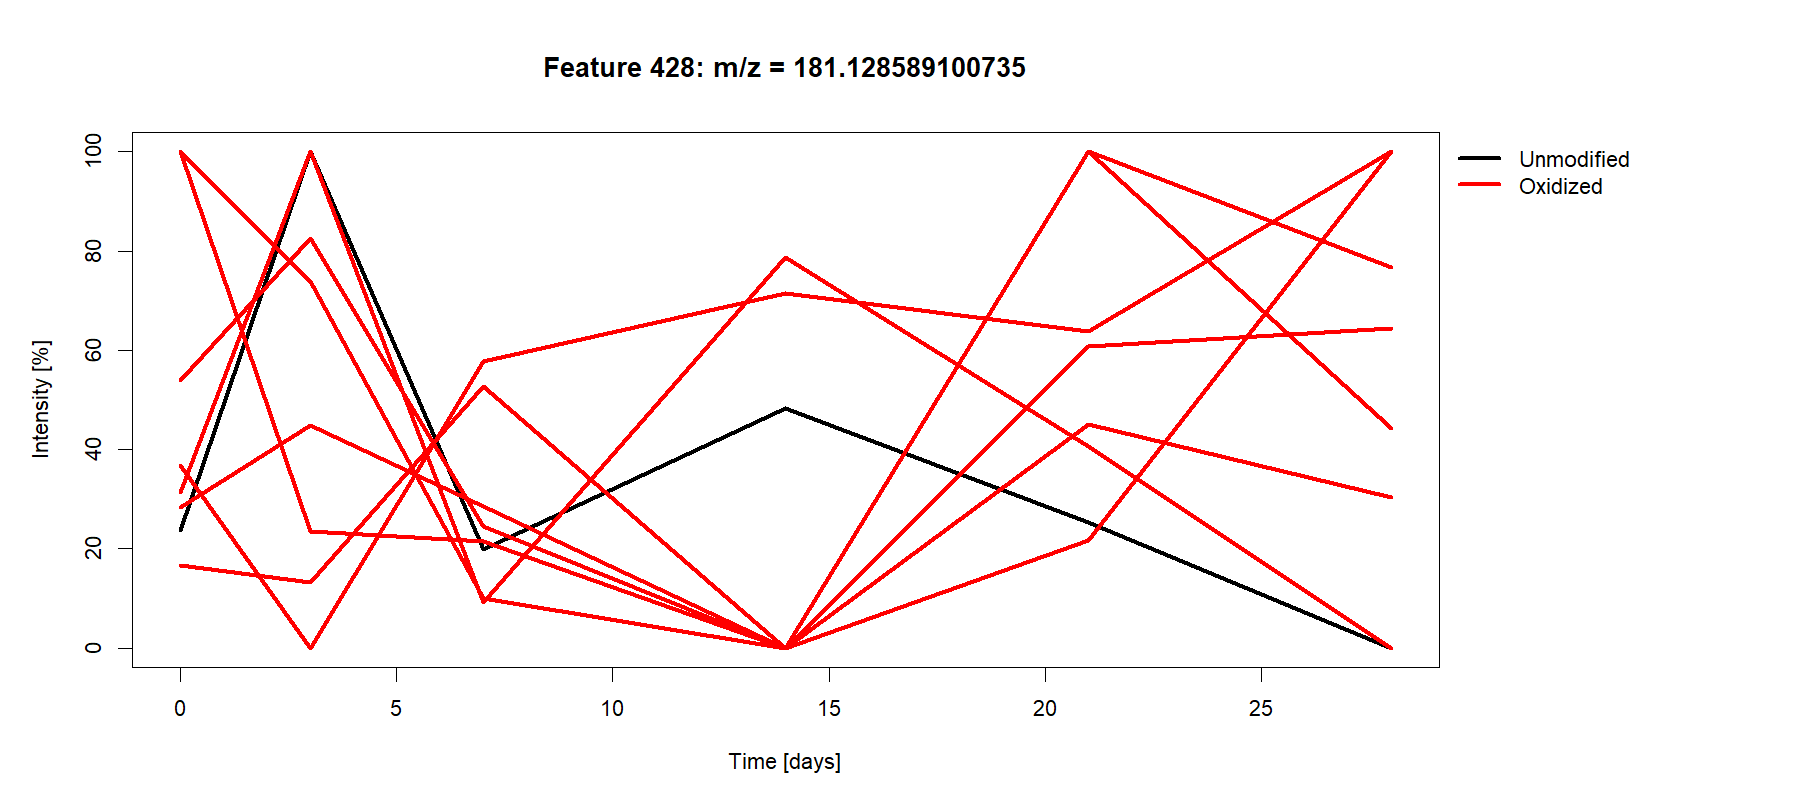 Feature 428: m/z = 181.128589100735
Unmodified
Oxidized
Intensity [%]
100
80
60
40
20
0
0 5 10 15 20 25
Time [days]